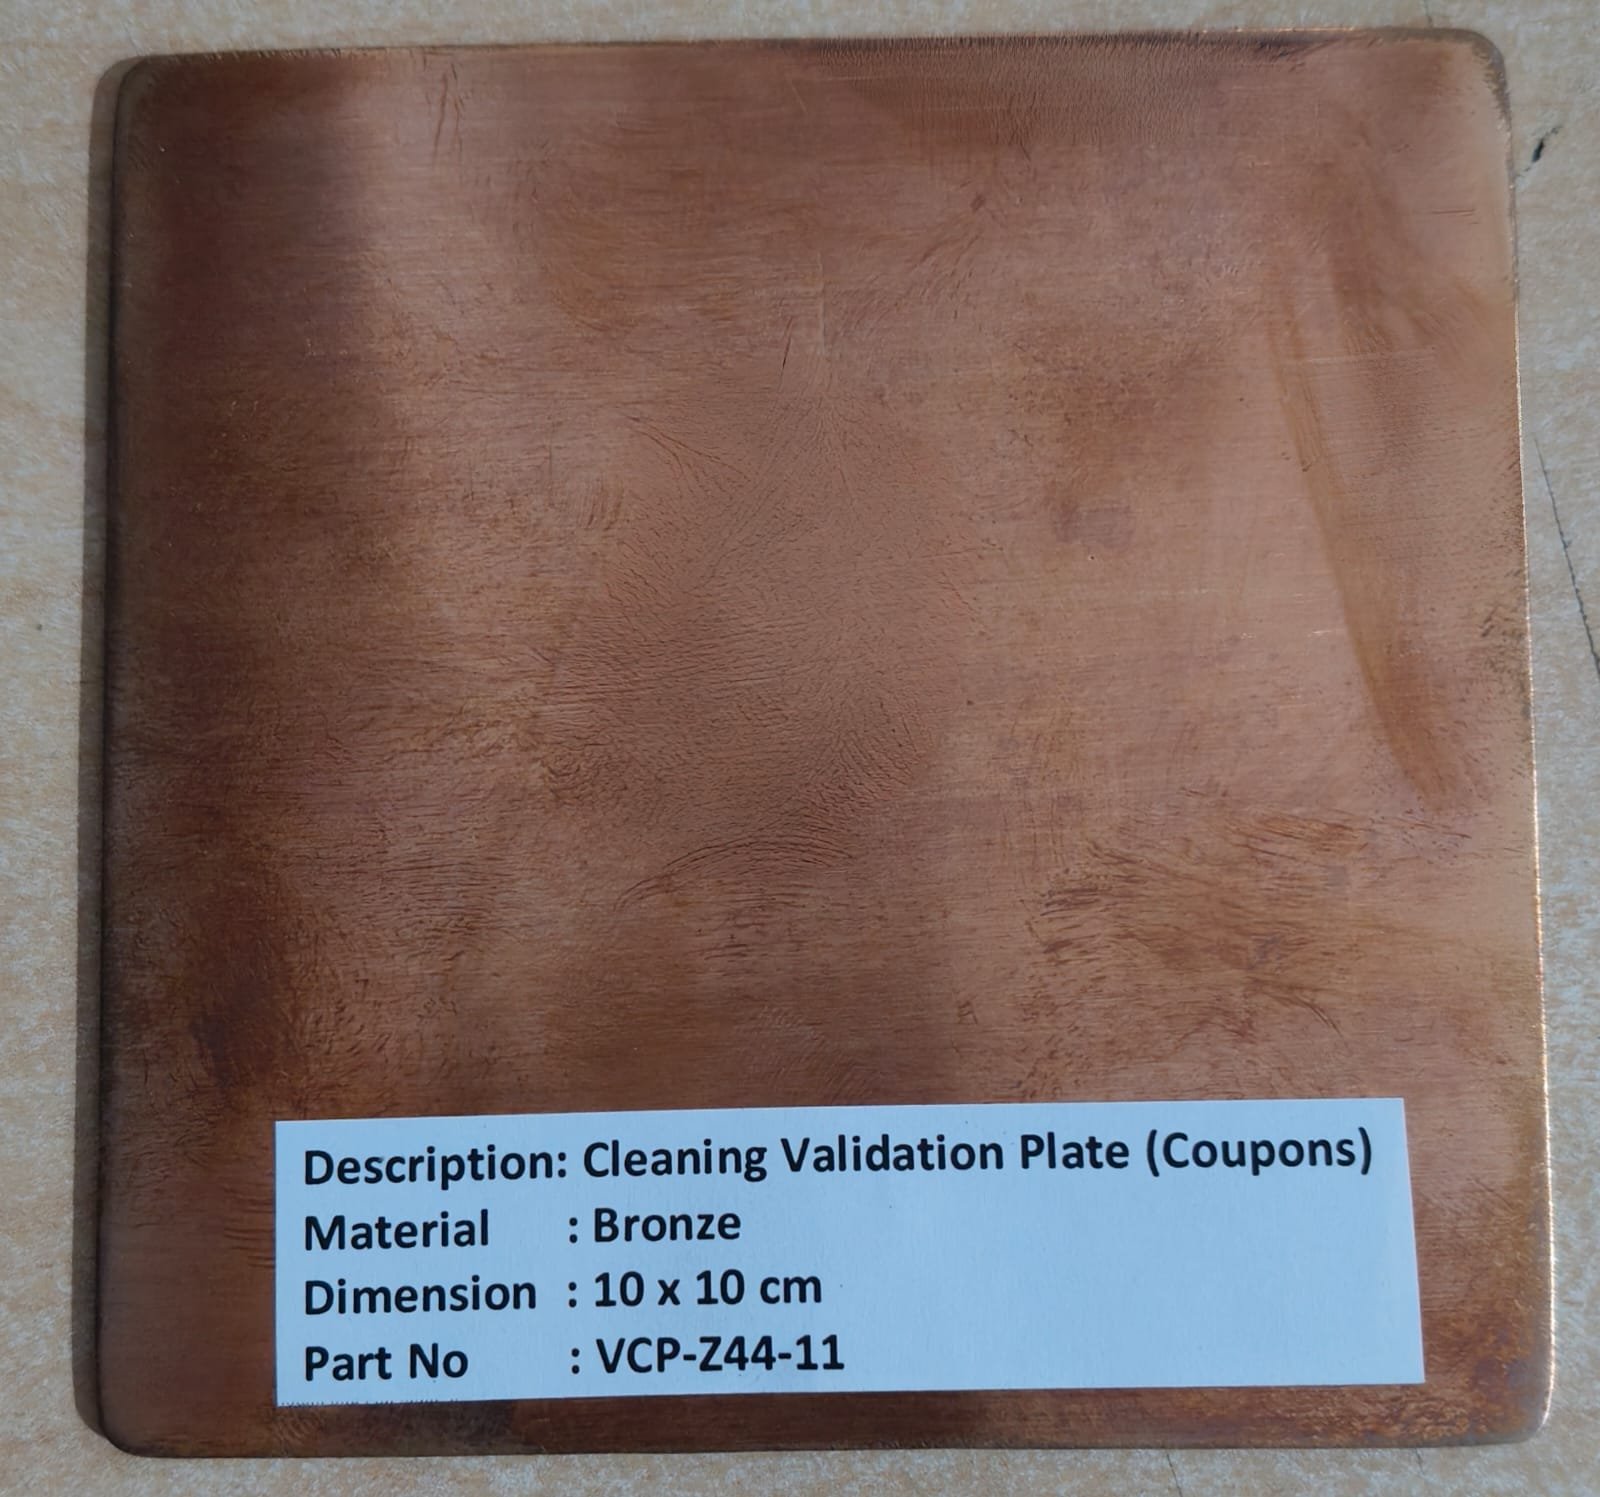 Description: Cleaning Validation Plate (Coupons)
Material : Bronze
Dimension : 10 x 10 cm
Part No : VCP-Z44-11